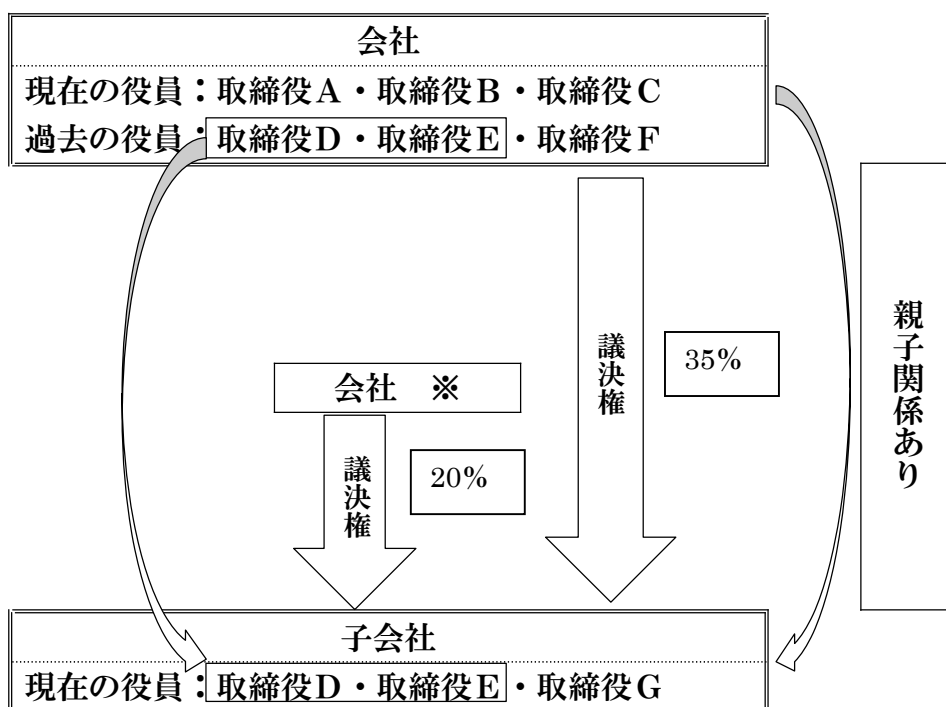 会社
現在の役員：取締役A・取締役B・取締役C
過去の役員：取締役D・取締役E・取締役F
親子関係あり
議決権
35%
会社　※
議決権
20%
子会社
現在の役員：取締役D・取締役E・取締役G